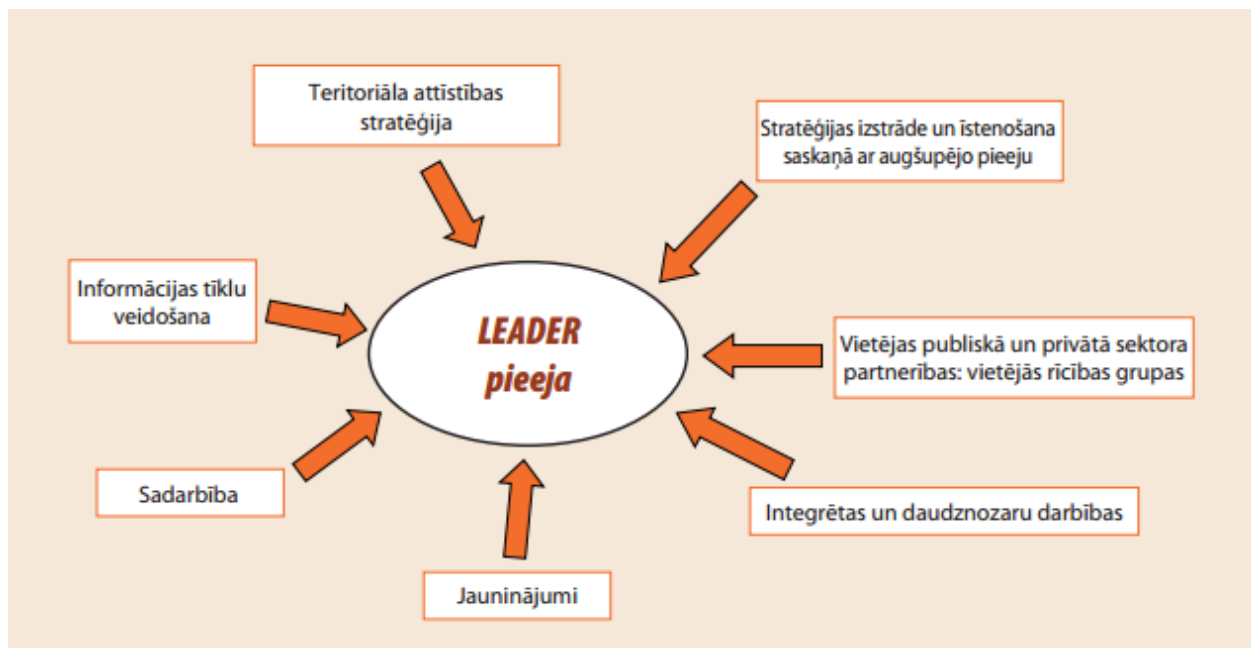 Teritoriāla attīstības
stratēģija
Stratēģijas izstrāde un īstenošana
saskaņā ar augšupējo pieeju
Informācijas tīklu
veidošana
LEADER
pieeja
Vietējas publiskā un privātā sektora
partnerības: vietējās rīcības grupas
Sadarbība
Integrētas un daudznozaru darbības
Jauninājumi